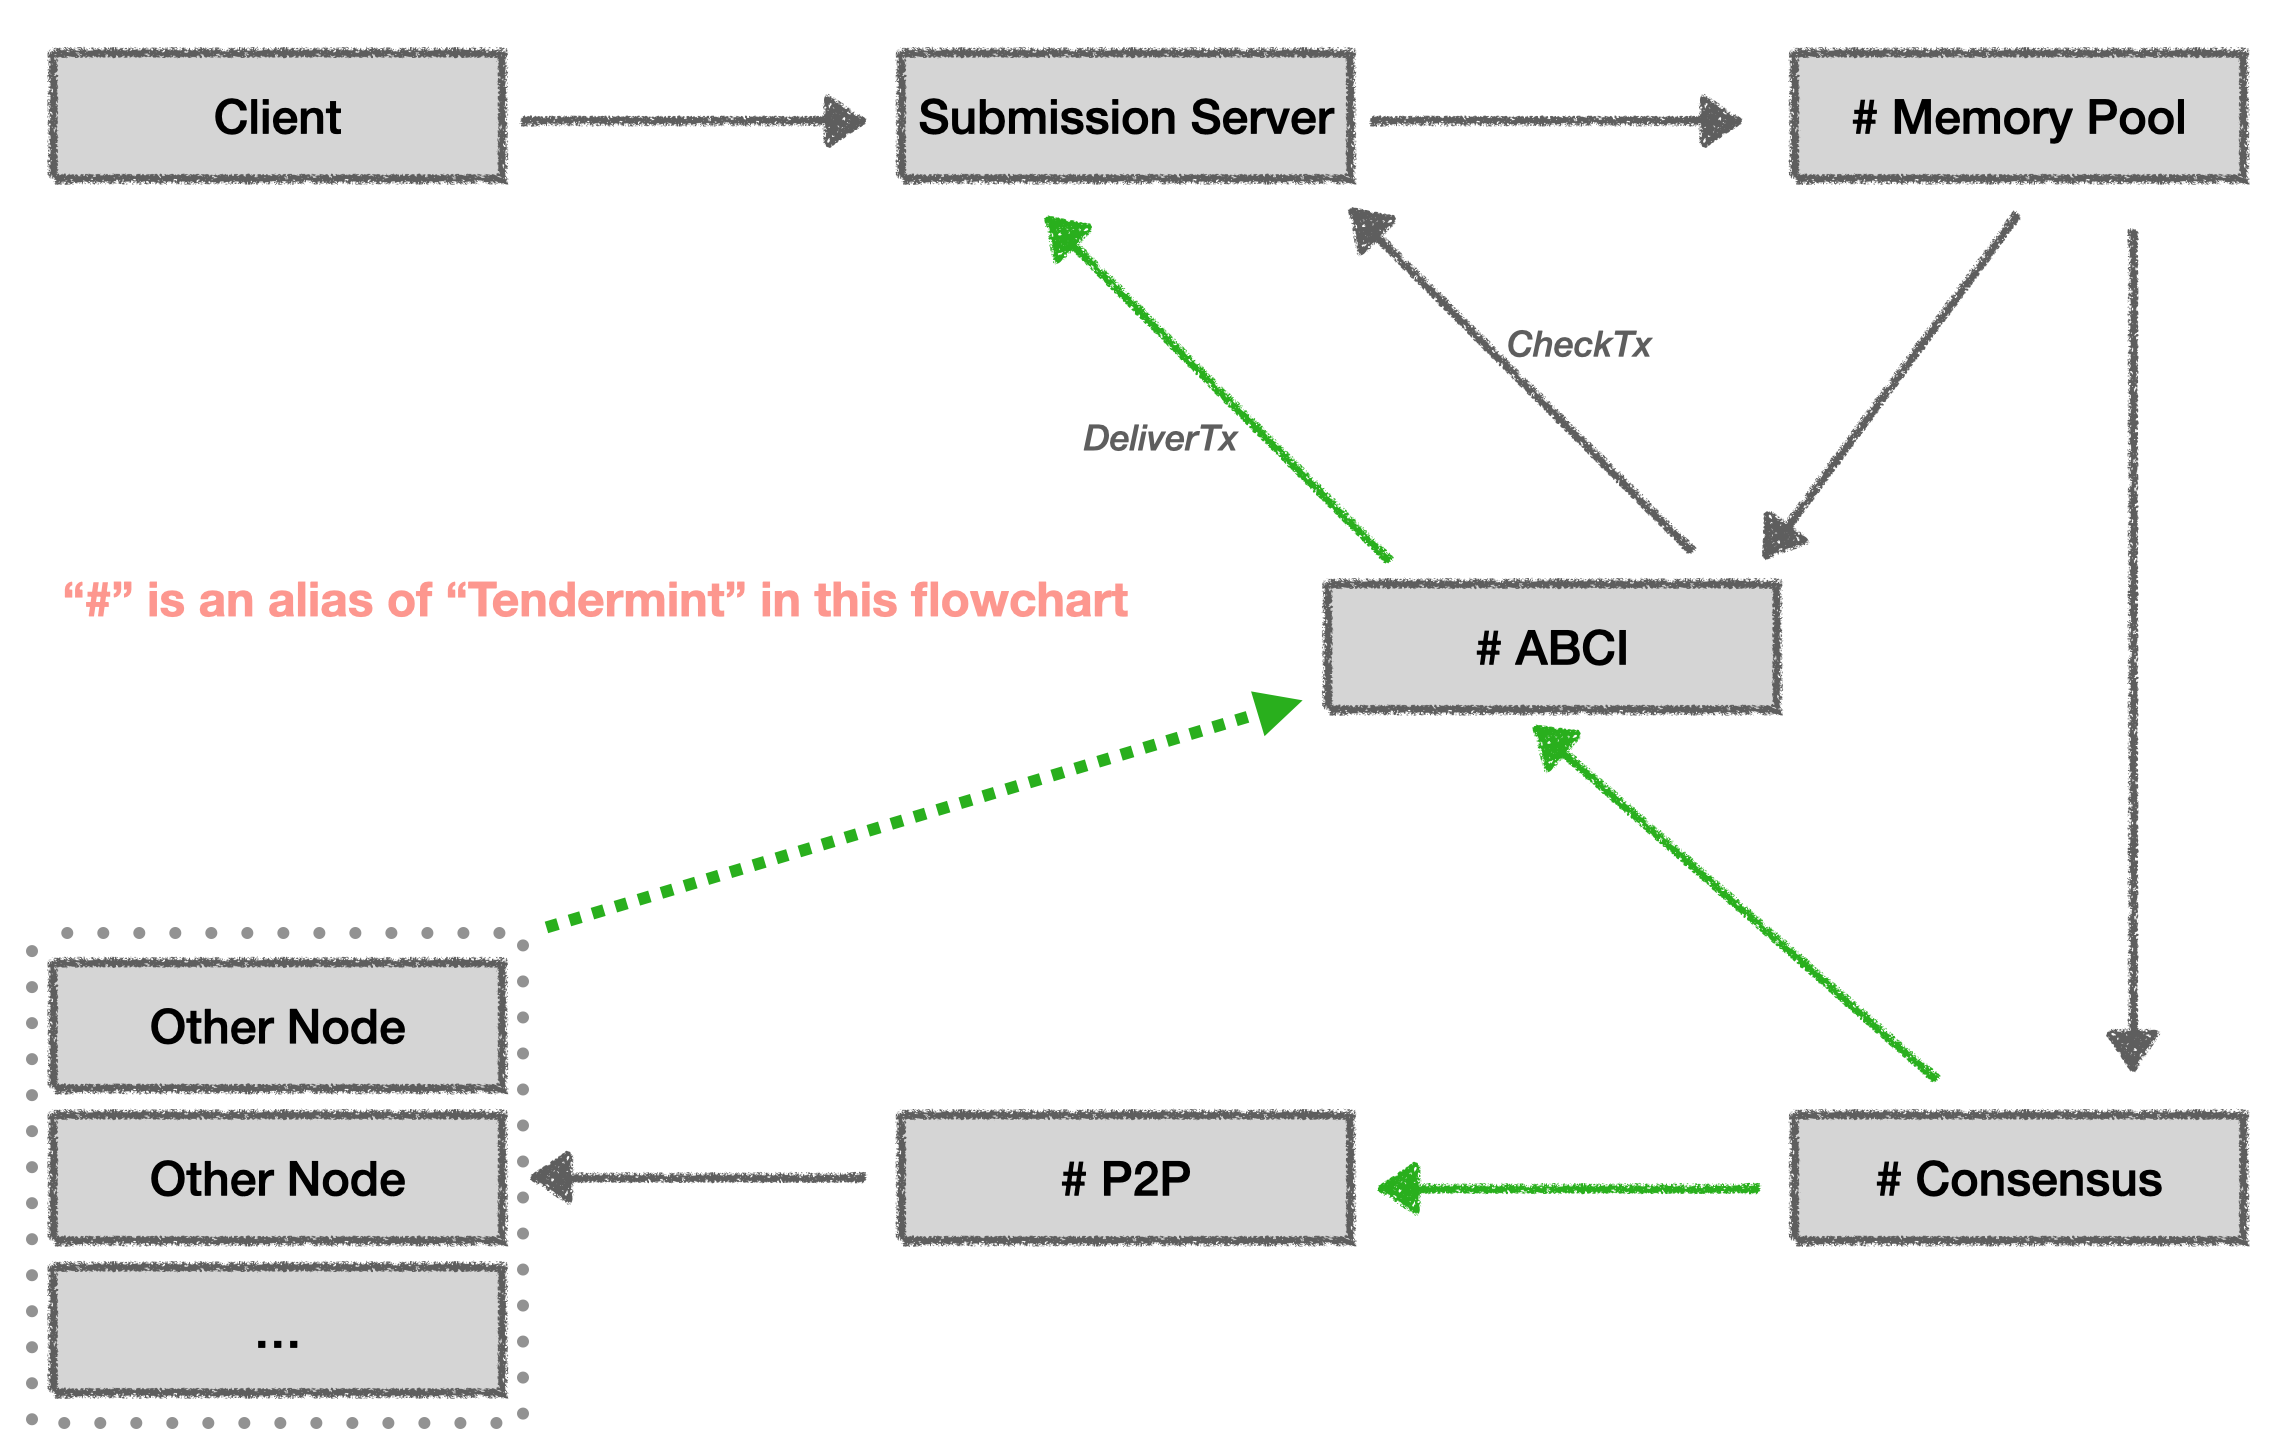 Client
Submission Server
# Memory Pool
CheckTx
DeliverTx
“#” is an alias of “Tendermint” in this flowchart
# ABCI
Other Node
Other Node
# P2P
# Consensus
...